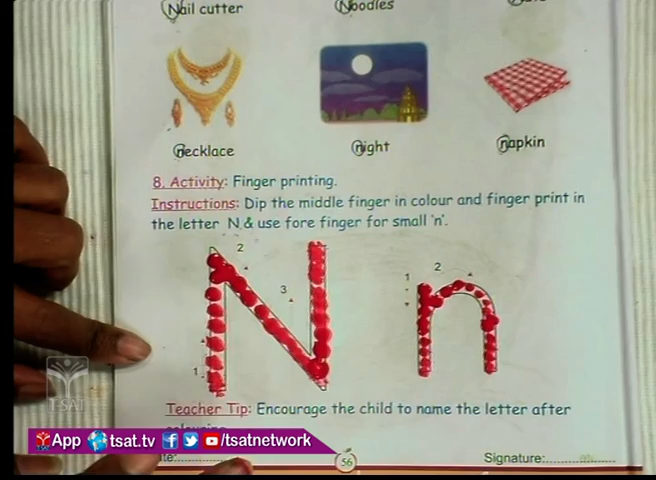 Nail cutter Noodles
necklace night napkin
8. Activity: Finger printing.
Instructions: Dip the middle finger in colour and finger print in
the letter N & use fore finger for small 'n'.
2
3
1
1
2
Teacher Tip: Encourage the child to name the letter after
T-SAT
App tsat.tv /tsatnetwork
56
Signature: